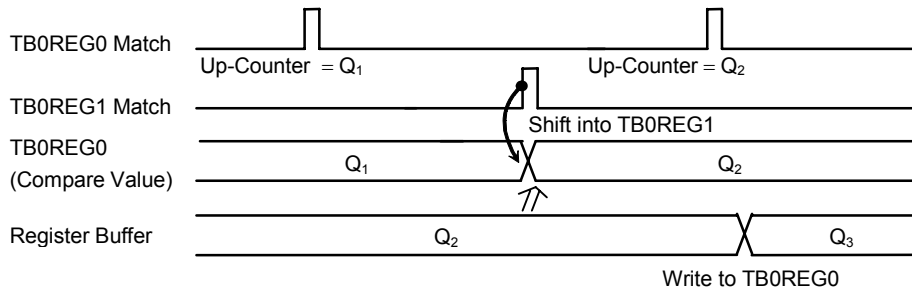 TB0REG0 Match
Up-Counter = Q1
Up-Counter = Q2
TB0REG1 Match
Shift into TB0REG1
TB0REG0
(Compare Value)
Q1
Q2
Register Buffer
Q2
Q3
Write to TB0REG0